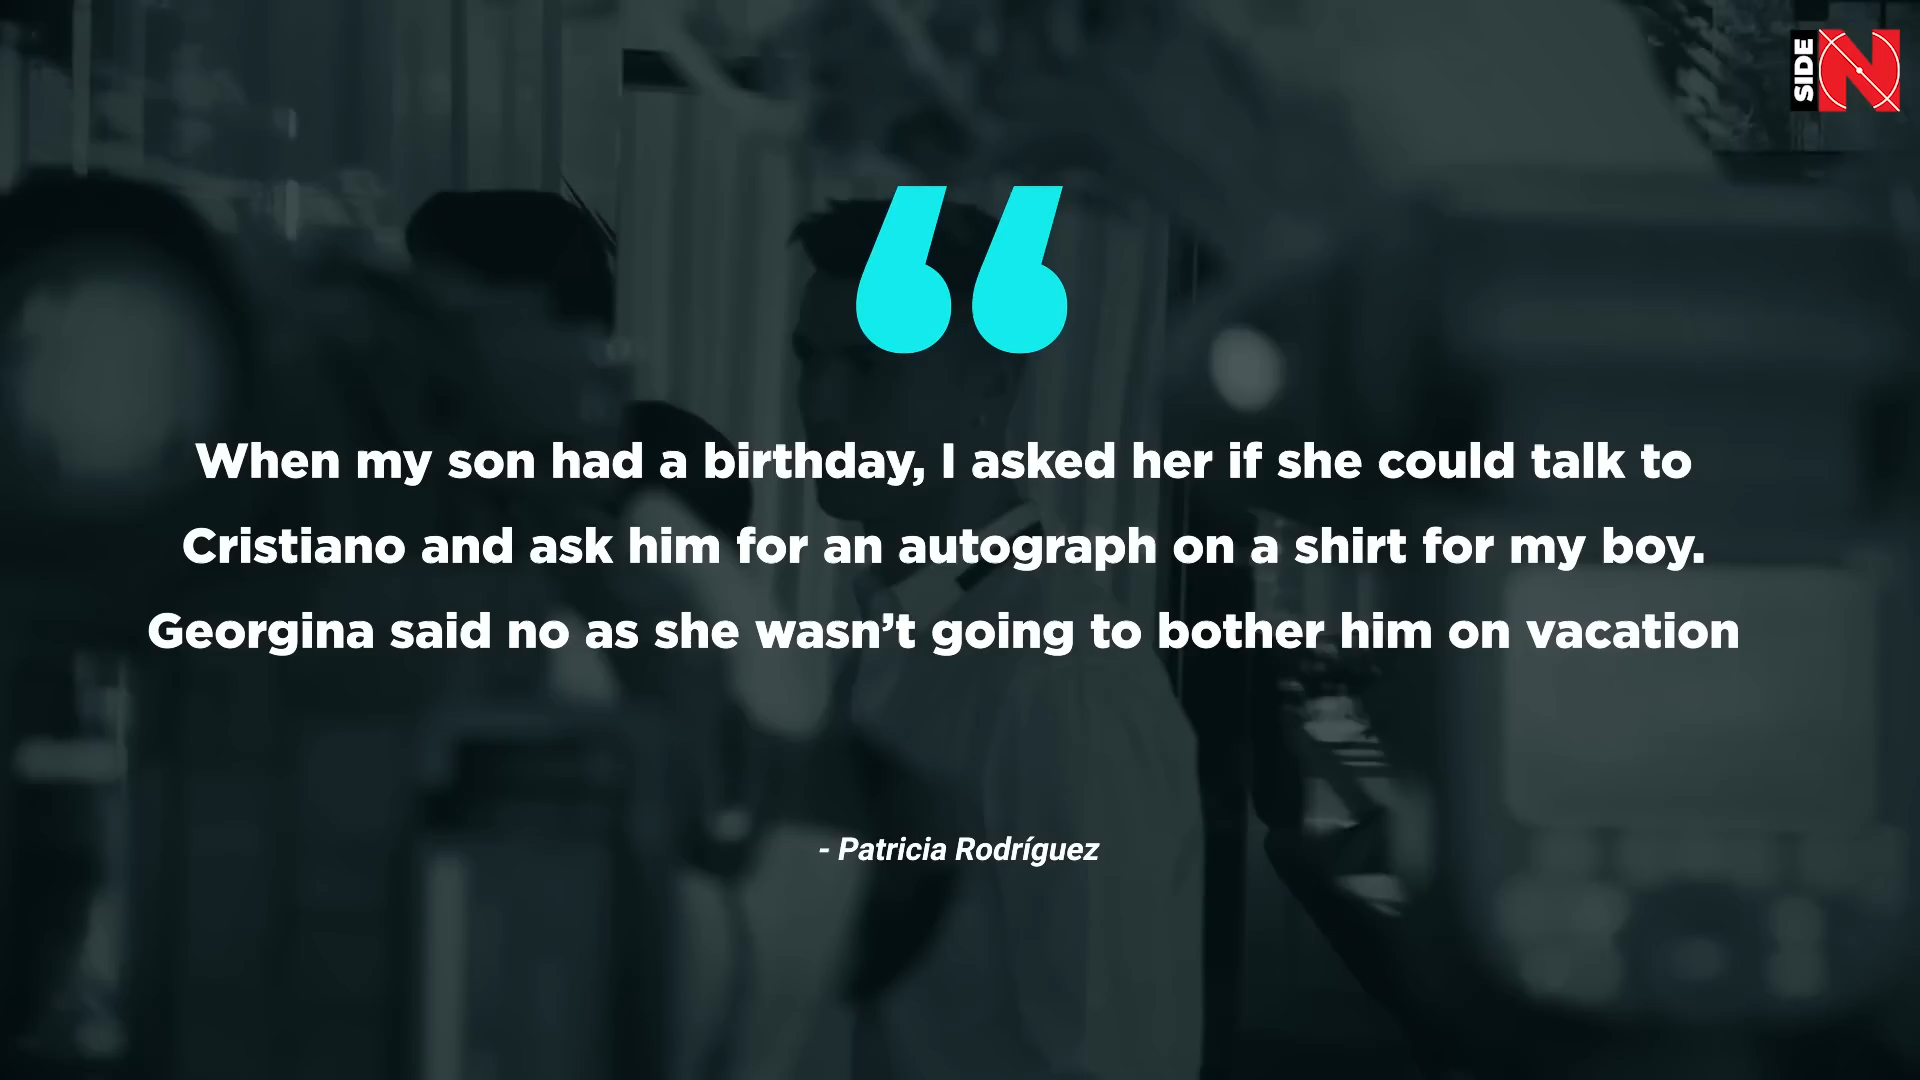 SIDE N
“
When my son had a birthday, I asked her if she could talk to
Cristiano and ask him for an autograph on a shirt for my boy.
Georgina said no as she wasn’t going to bother him on vacation
- Patricia Rodríguez